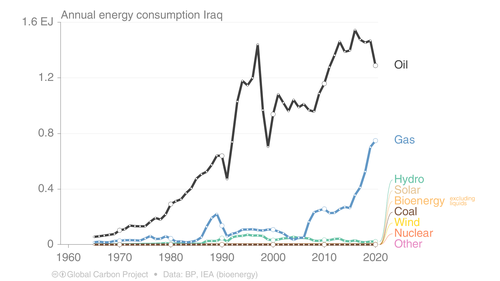 Annual energy consumption Iraq
1.6 EJ
1.2
0.8
0.4
0
1960
1970
1980
1990
2000
2010
2020
Oil
Gas
Hydro
Solar
Bioenergy excluding
liquids
Coal
Wind
Nuclear
Other
Global Carbon Project • Data: BP, IEA (bioenergy)